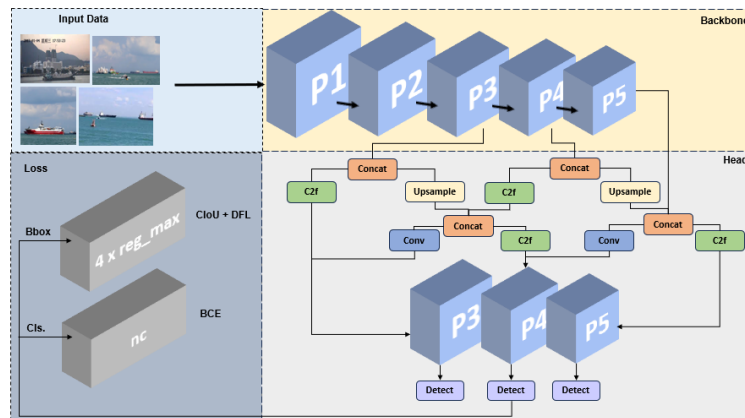 Input Data
Backbone
P1
P2
P3
P4
P5
Loss
Head
Concat
Concat
C2f
Upsample
C2f
Upsample
CIoU + DFL
Bbox
4 x reg_max
Concat
Concat
Conv
C2f
Conv
C2f
BCE
Cls.
nc
P3
P4
P5
Detect
Detect
Detect